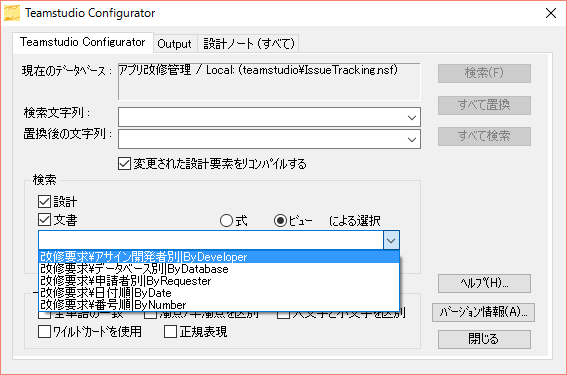 Teamstudio Configurator
Teamstudio Configurator Output 設計ノート（すべて）
現在のデータベース： アプリ改修管理 / Local: (teamstudio¥IssueTracking.nsf) 検索(F)
検索文字列： すべて置換
置換後の文字列： すべて検索
変更された設計要素をリコンパイルする
検索
設計
文書 式 ビュー による選択
改修要求¥アサイン開発者別|ByDeveloper
改修要求¥データベース別|ByDatabase
改修要求¥申請者別|ByRequester
改修要求¥日付順|ByDate
改修要求¥番号順|ByNumber
ヘルプ(H)...
バージョン情報(A)...
ワイルドカードを使用 正規表現 閉じる